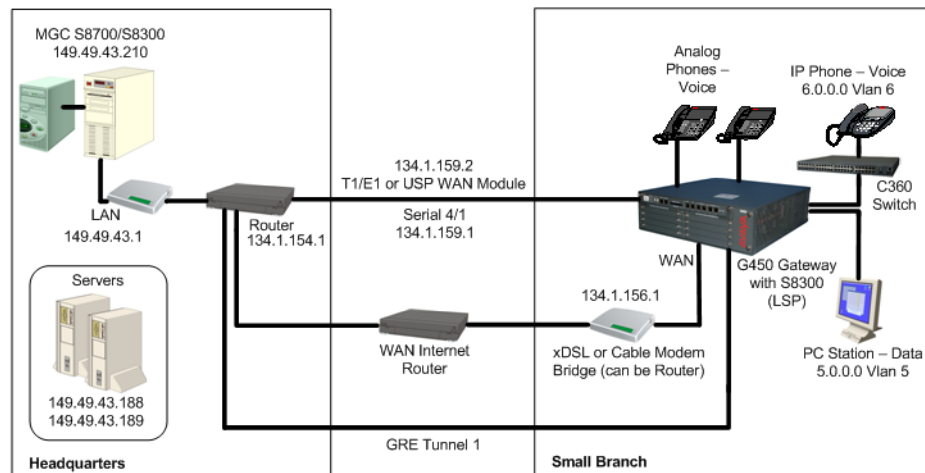 MGC S8700/S8300
149.49.43.210
LAN
149.49.43.1
Router
134.1.154.1
Servers
149.49.43.188
149.49.43.189
Headquarters
134.1.159.2
T1/E1 or USP WAN Module
Serial 4/1
134.1.159.1
WAN Internet
Router
GRE Tunnel 1
Analog
Phones –
Voice
IP Phone – Voice
6.0.0.0 Vlan 6
C360
Switch
WAN
G450 Gateway
with S8300
(LSP)
134.1.156.1
xDSL or Cable Modem
Bridge (can be Router)
PC Station – Data
5.0.0.0 Vlan 5
Small Branch